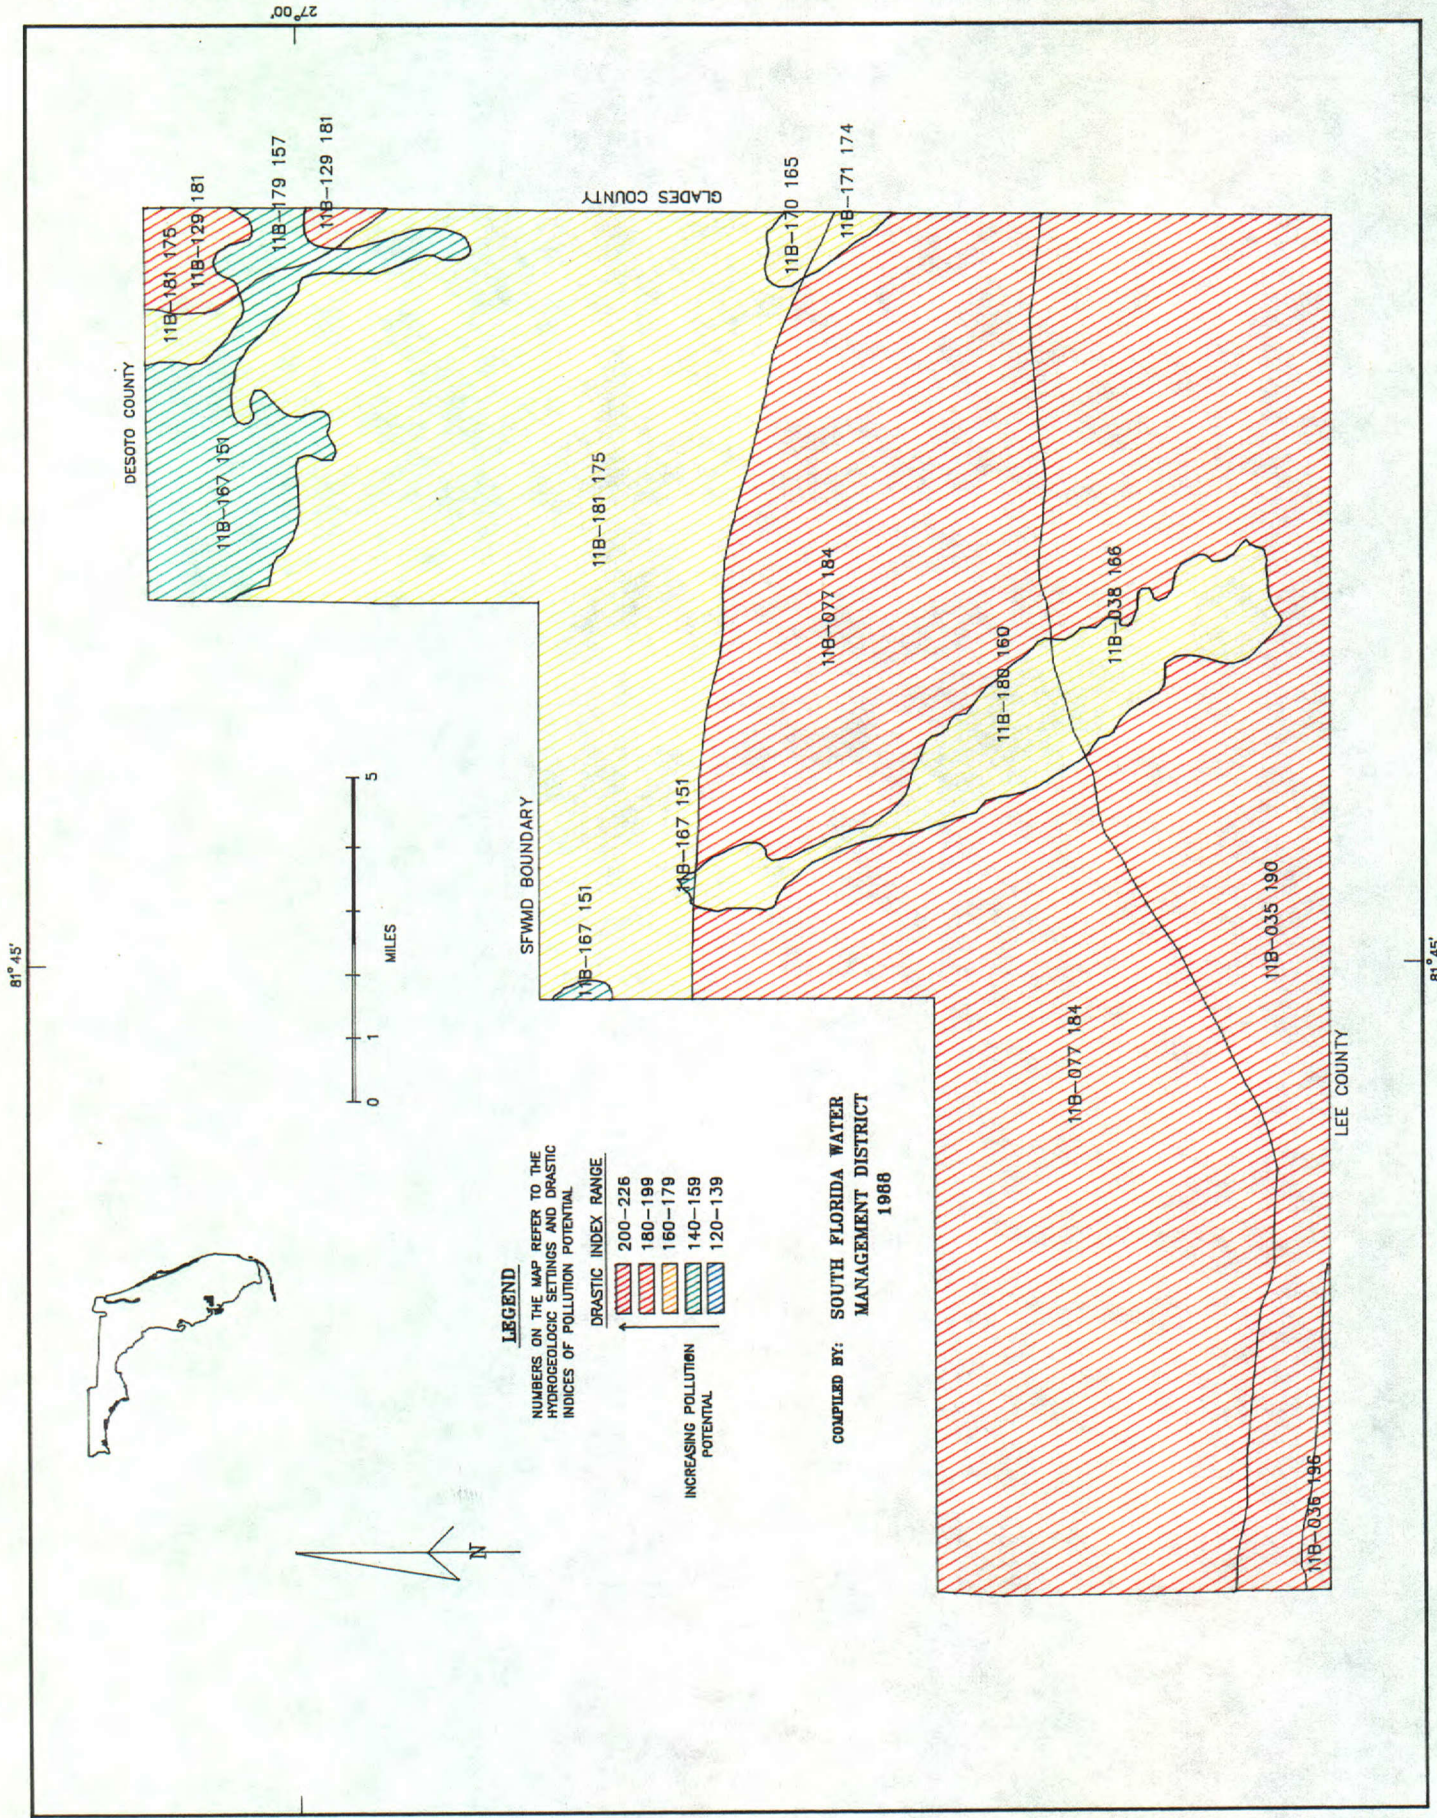 27°00'
81°45'
DESOTO COUNTY
11B-181 175
11B-129 181
11B-179 157
11B-129 181
11B-167 151
GLADES COUNTY
11B-181 175
11B-170 165
11B-171 174
SFWMD BOUNDARY
11B-167 151
11B-167 151
11B-077 184
11B-180 160
11B-038 166
11B-077 184
11B-035 190
11B-036 196
LEE COUNTY
81°45'
0 1 5
MILES
N
LEGEND
NUMBERS ON THE MAP REFER TO THE
HYDROGEOLOGIC SETTINGS AND DRASTIC
INDICES OF POLLUTION POTENTIAL
DRASTIC INDEX RANGE
200-226
180-199
160-179
140-159
120-139
INCREASING POLLUTION
POTENTIAL
COMPILED BY: SOUTH FLORIDA WATER
MANAGEMENT DISTRICT
1988